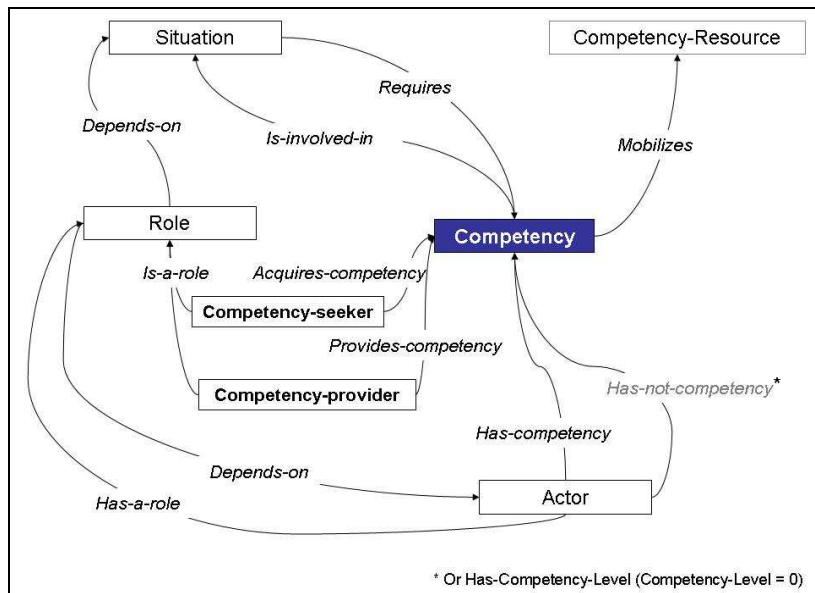 Situation
Competency-Resource
Requires
Depends-on
Is-involved-in
Mobilizes
Role
Competency
Is-a-role
Acquires-competency
Competency-seeker
Provides-competency
Competency-provider
Has-not-competency*
Has-competency
Depends-on
Has-a-role
Actor
* Or Has-Competency-Level (Competency-Level = 0)